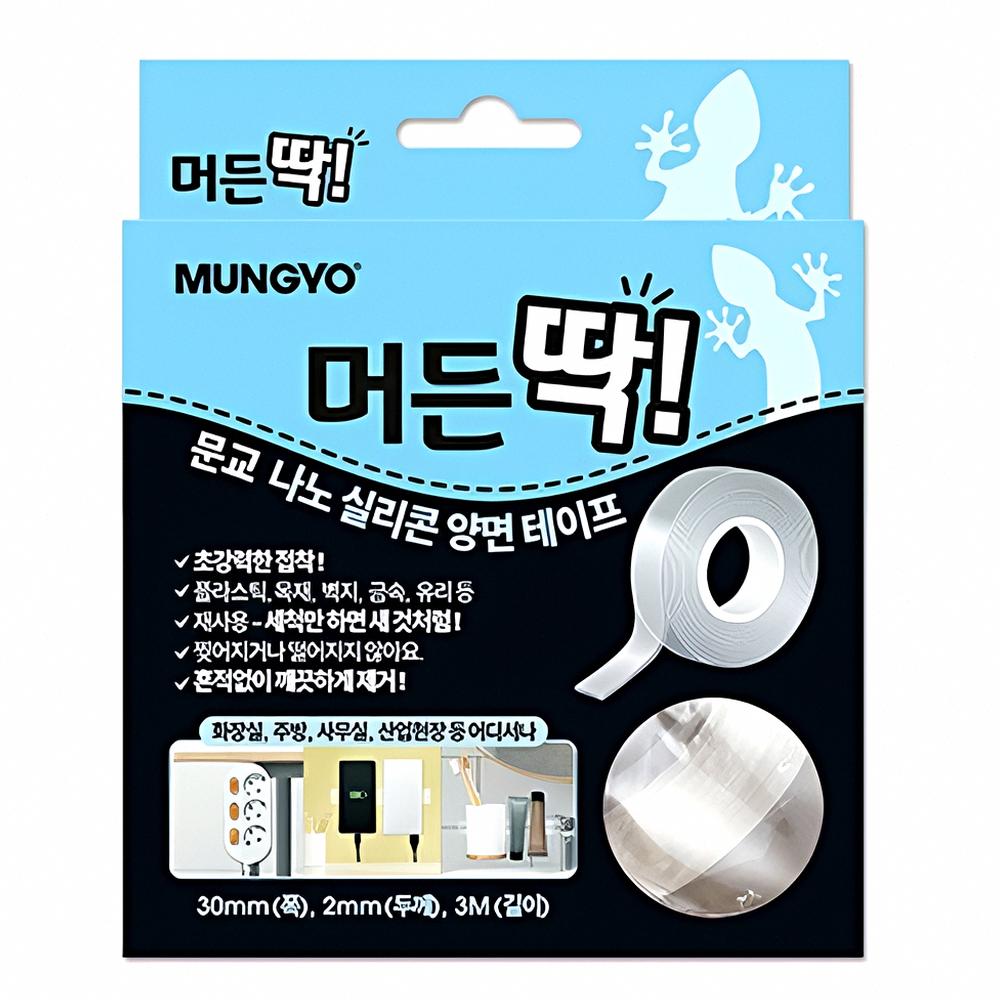 머든딱!
MUNGYO
머든딱!
문교 나노 실리콘 양면 테이프
초강력한 접착!
플라스틱, 목재, 벽지, 금속, 유리 등
재사용 - 세척만 하면 새 것처럼!
찢어지거나 떨어지지 않아요.
흔적없이 깨끗하게 제거!
화장실, 주방, 사무실, 산업현장 등 어디서나
30mm (폭), 2mm (두께), 3M (길이)